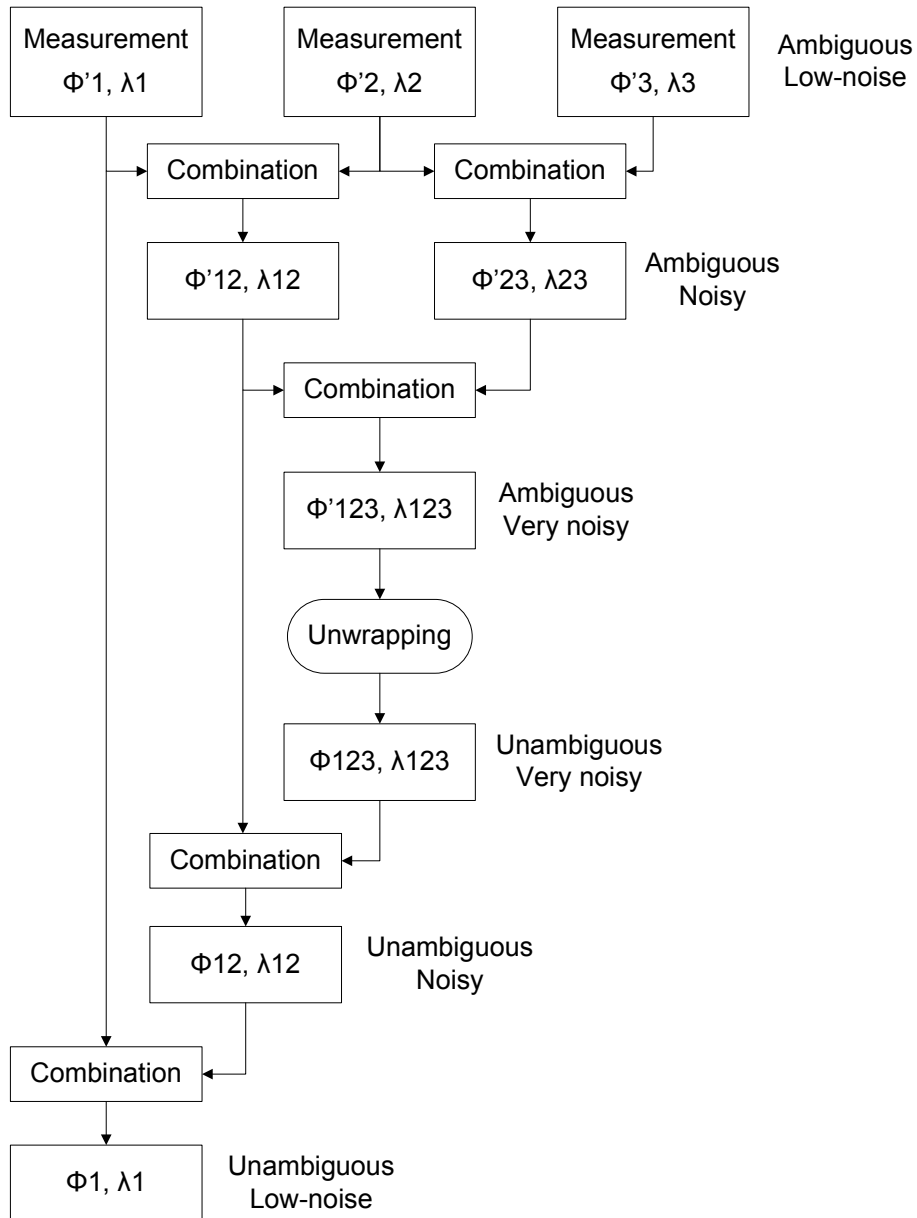 Measurement
Φ’1, λ1
Measurement
Φ’2, λ2
Measurement
Φ’3, λ3
Ambiguous
Low-noise
Combination
Combination
Φ’12, λ12
Φ’23, λ23
Ambiguous
Noisy
Combination
Φ’123, λ123
Ambiguous
Very noisy
Unwrapping
Φ123, λ123
Unambiguous
Very noisy
Combination
Φ12, λ12
Unambiguous
Noisy
Combination
Φ1, λ1
Unambiguous
Low-noise